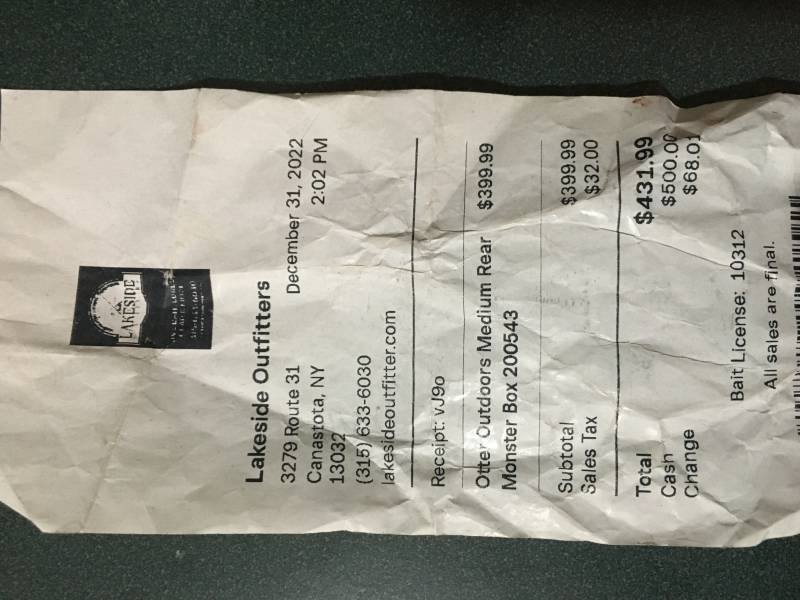 LAKESIDE
Lakeside Outfitters
3279 Route 31 December 31, 2022
Canastota, NY 2:02 PM
13032
(315) 633-6030
lakesideoutfitter.com
Receipt: vJ9o
Otter Outdoors Medium Rear $399.99
Monster Box 200543
Subtotal $399.99
Sales Tax $32.00
Total $431.99
Cash $500.00
Change $68.01
Bait License: 10312
All sales are final.